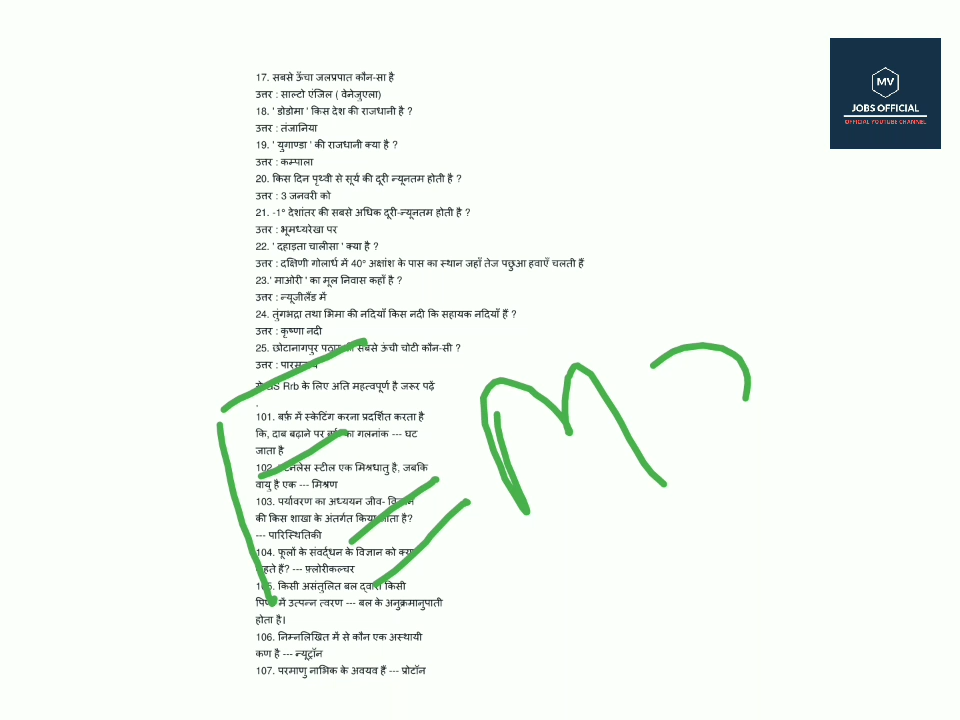 MV
JOBS OFFICIAL
OFFICIAL YOUTUBE CHANNEL
17. सबसे ऊँचा जलप्रपात कौन-सा है
उत्तर : साल्टो एंजिल ( वेनेजुएला)
18. ' डोडोमा ' किस देश की राजधानी है ?
उत्तर : तंजानिया
19. ' युगाण्डा ' की राजधानी क्या है ?
उत्तर : कम्पाला
20. किस दिन पृथ्वी से सूर्य की दूरी न्यूनतम होती है ?
उत्तर : 3 जनवरी को
21. -1° देशांतर की सबसे अधिक दूरी-न्यूनतम होती है ?
उत्तर : भूमध्यरेखा पर
22. ' दहाड़ता चालीसा ' क्या है ?
उत्तर : दक्षिणी गोलार्ध में 40° अक्षांश के पास का स्थान जहाँ तेज पछुआ हवाएँ चलती हैं
23.' माओरी ' का मूल निवास कहाँ है ?
उत्तर : न्यूजीलैंड में
24. तुंगभद्रा तथा भिमा की नदियाँ किस नदी कि सहायक नदियाँ हैं ?
उत्तर : कृष्णा नदी
25. छोटानागपुर सबसे ऊंची चोटी कौन-सी ?
उत्तर :
Rrb के लिए अति महत्वपूर्ण है जरूर पढ़ें
.
101. बर्फ़ में स्केटिंग करना प्रदर्शित करता है
कि, दाब बढ़ाने पर का गलनांक --- घट
जाता है
102. स्टील एक मिश्रधातु है, जबकि
वायु है एक --- मिश्रण
103. पर्यावरण का अध्ययन जीव- विज्ञान
की किस शाखा के अंतर्गत किया जाता है?
--- पारिस्थितिकी
104. फूलों के संवर्द्धन के विज्ञान को क्या
कहते हैं? --- फ़्लोरीकल्चर
105. किसी असंतुलित बल द्वारा किसी
में उत्पन्न त्वरण --- बल के अनुक्रमानुपाती
होता है।
106. निम्नलिखित में से कौन एक अस्थायी
कण है --- न्यूट्रॉन
107. परमाणु नाभिक के अवयव हैं --- प्रोटॉन